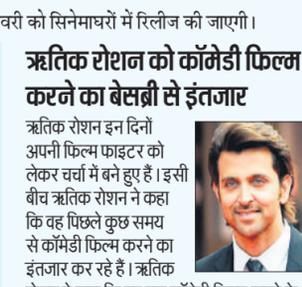 वरी को सिनेमाघरों में रिलीज की जाएगी।
ऋतिक रोशन को कॉमेडी फिल्म
करने का बेसब्री से इंतजार
ऋतिक रोशन इन दिनों
अपनी फिल्म फाइटर को
लेकर चर्चा में बने हुए हैं। इसी
बीच ऋतिक रोशन ने कहा
कि वह पिछले कुछ समय
से कॉमेडी फिल्म करने का
इंतजार कर रहे हैं। ऋतिक